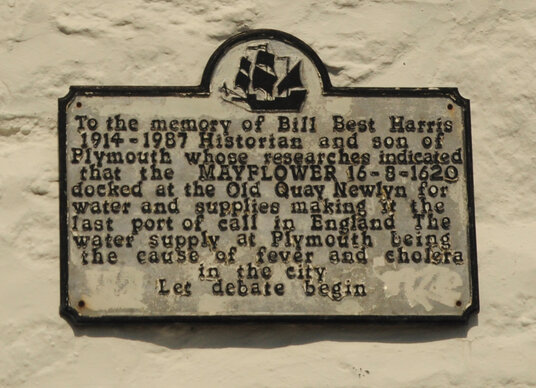 To the memory of Bill Best Harris
1914-1987 Historian and son of
Plymouth whose researches indicated
that the MAYFLOWER 16-8-1620
docked at the Old Quay Newlyn for
water and supplies making it the
last port of call in England The
water supply at Plymouth being
the cause of fever and cholera
in the city
Let debate begin